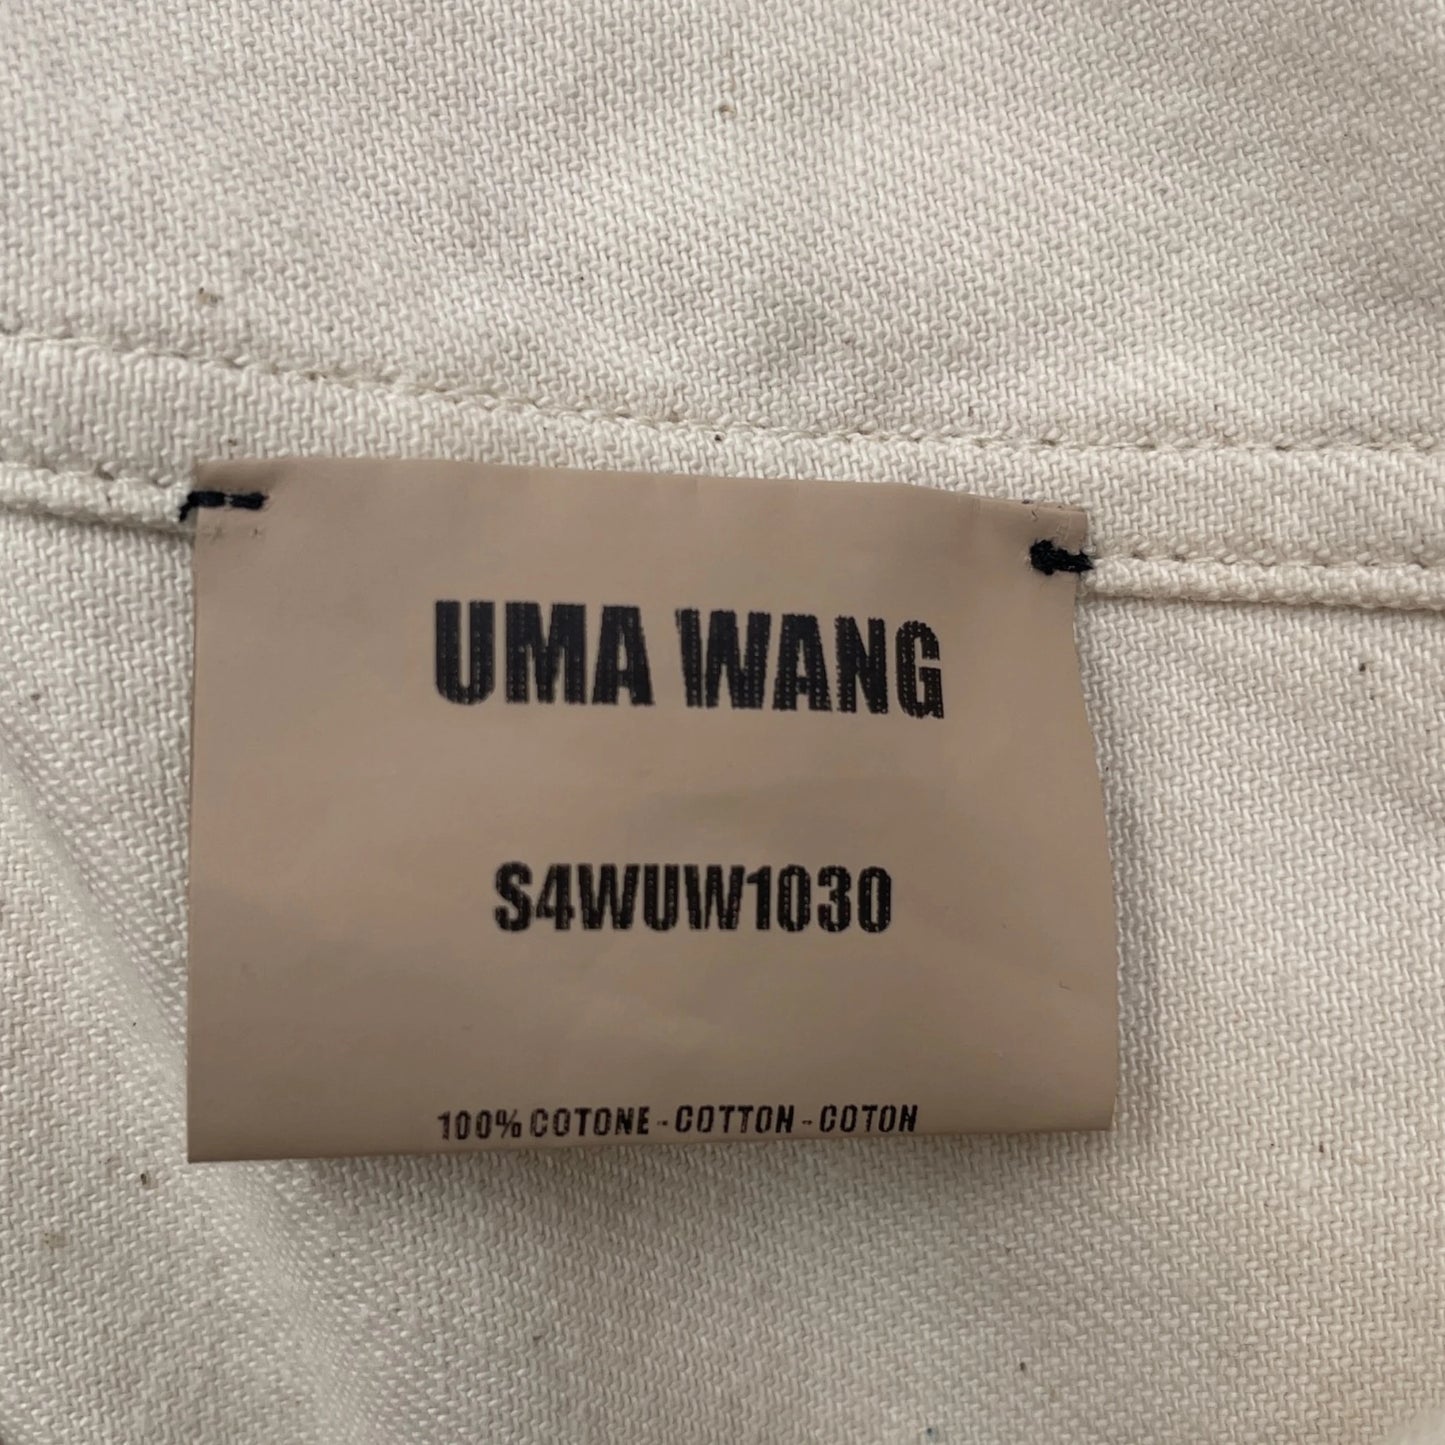 UMA WANG
S4WUW1030
100% COTONE - COTTON - COTON